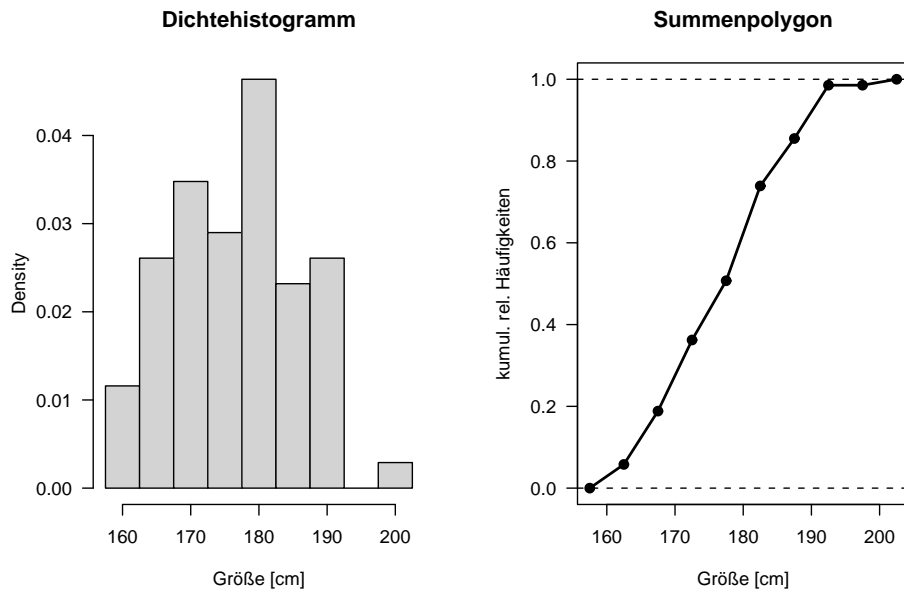 Dichtehistogramm
Density
0.04
0.03
0.02
0.01
0.00
160 170 180 190 200
Größe [cm]
Summenpolygon
kumul. rel. Häufigkeiten
1.0
0.8
0.6
0.4
0.2
0.0
160 170 180 190 200
Größe [cm]